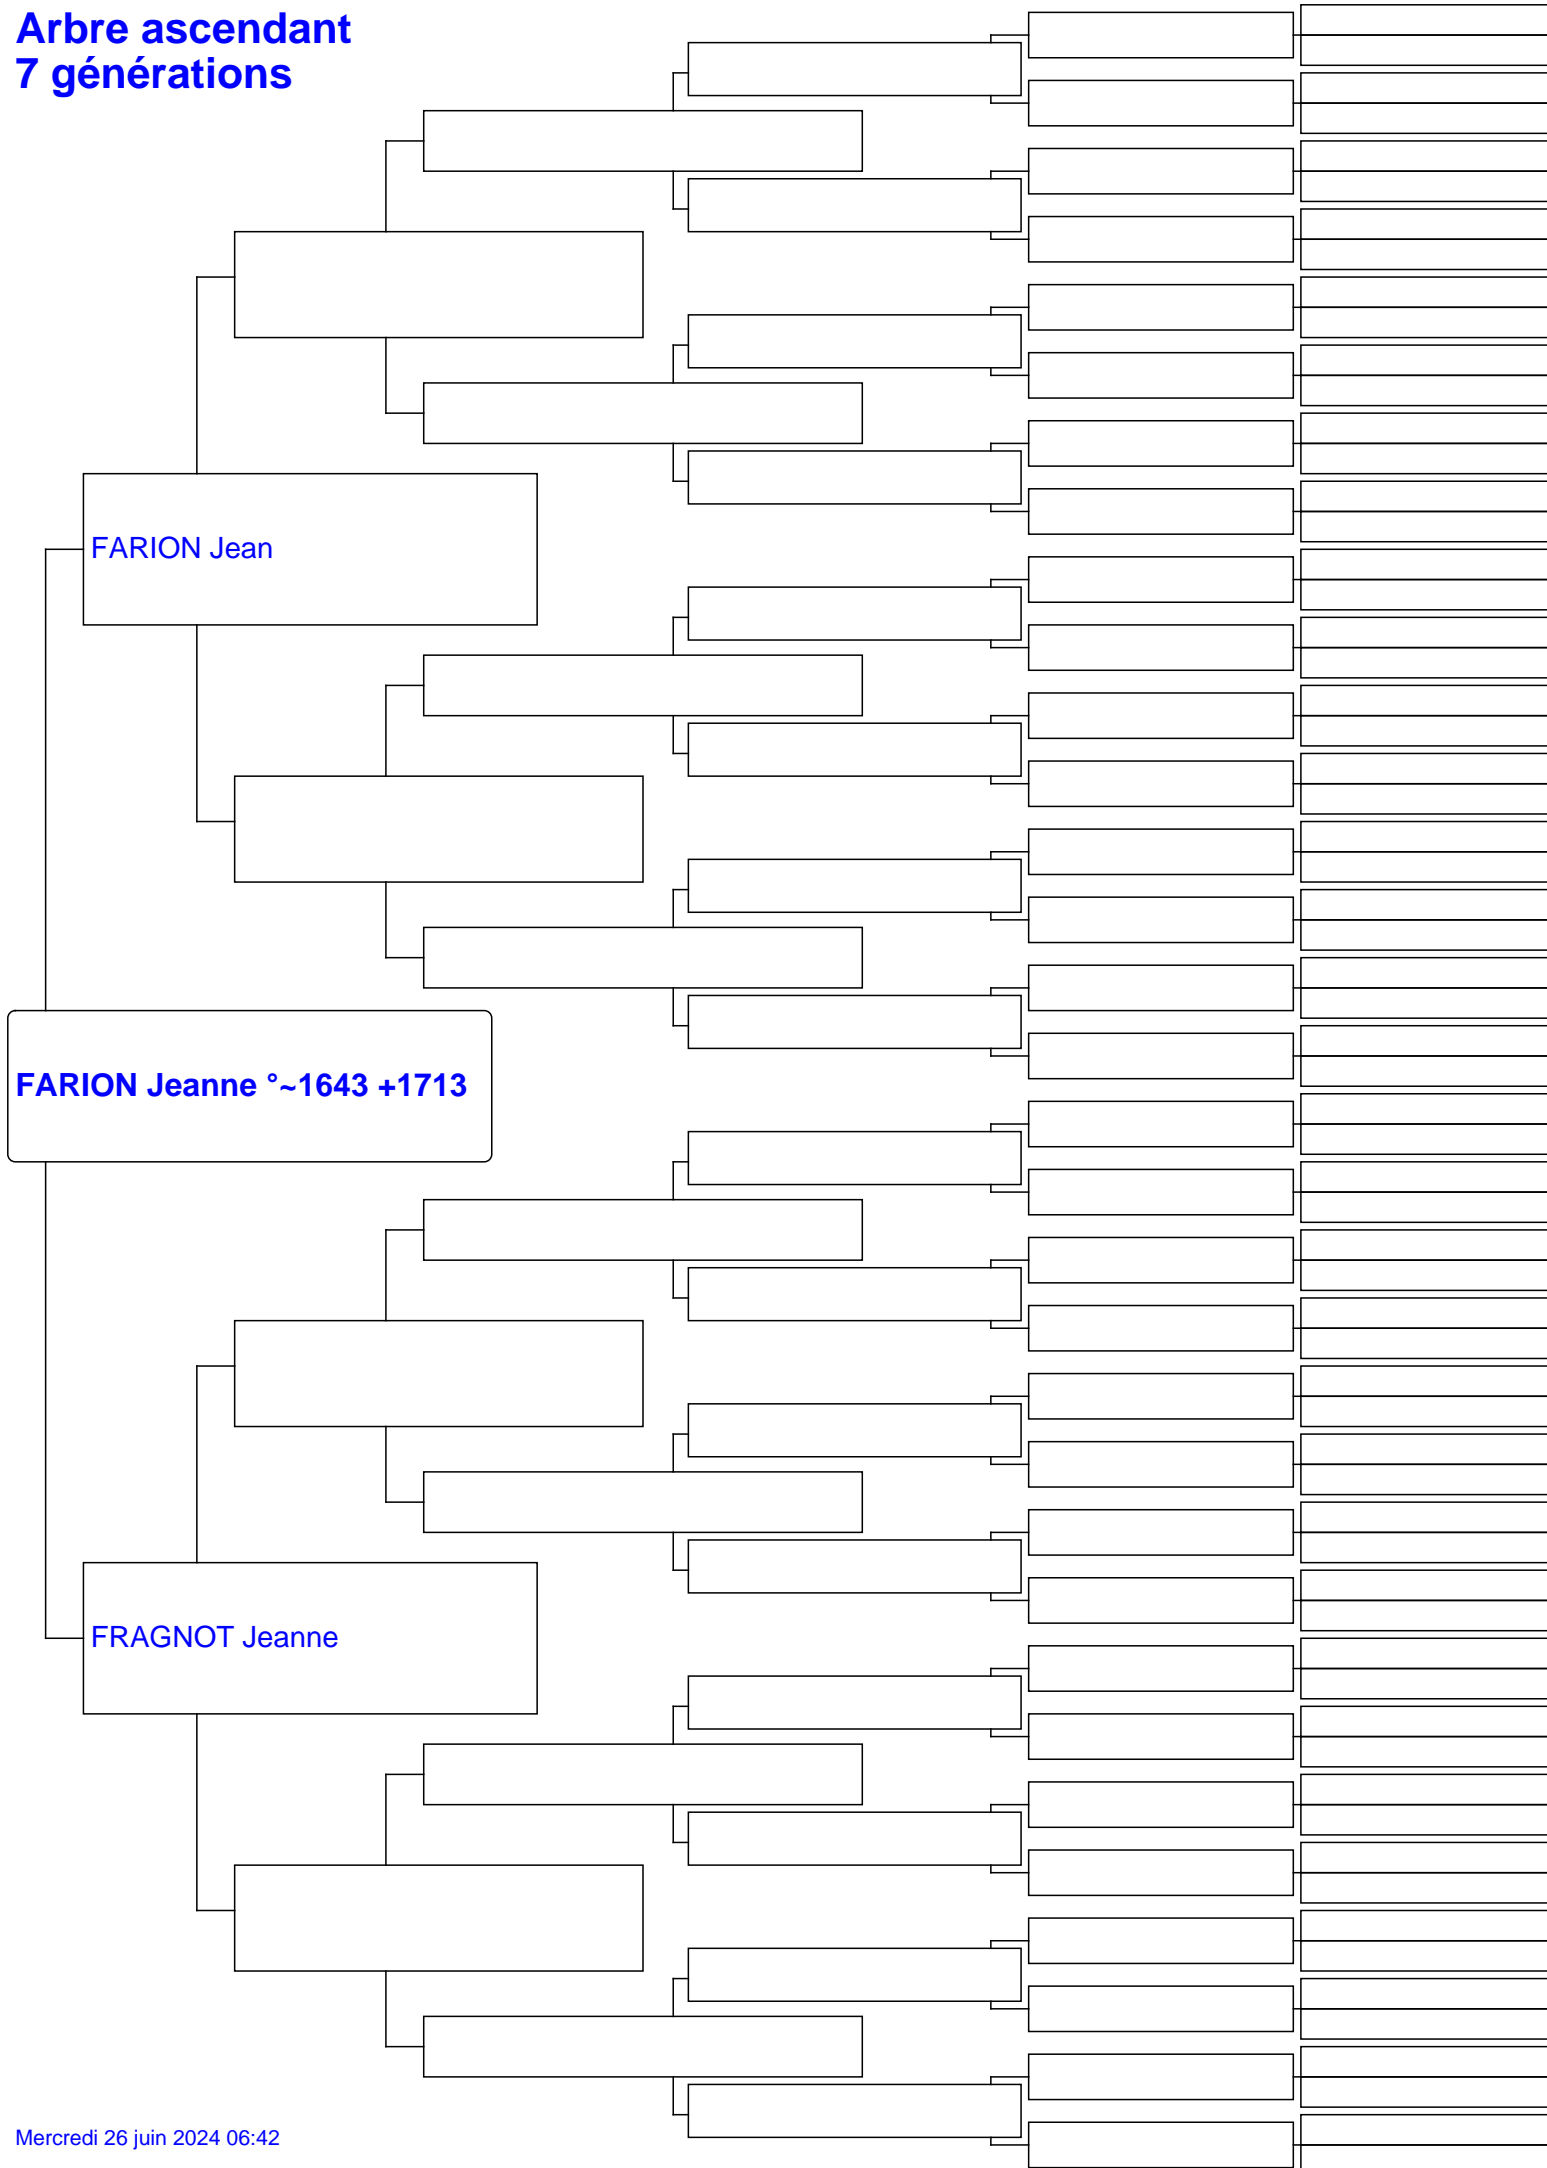 Arbre ascendant
7 générations
FARION Jean
FARION Jeanne °~1643 +1713
FRAGNOT Jeanne
Mercredi 26 juin 2024 06:42